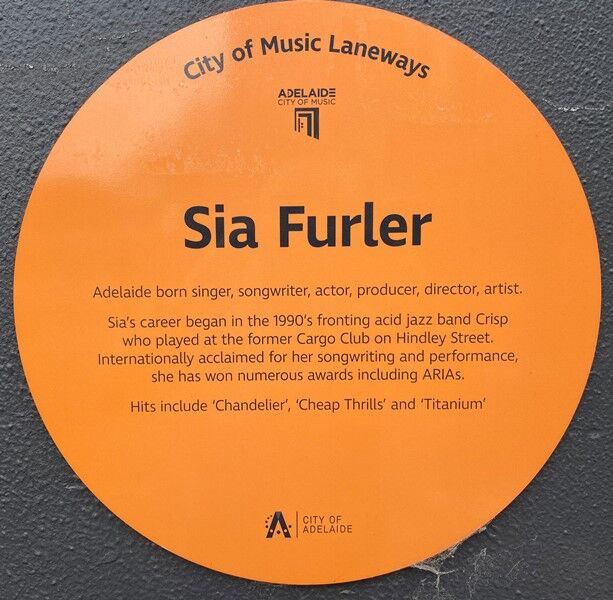 City of Music Laneways
ADELAIDE
CITY OF MUSIC
Sia Furler
Adelaide born singer, songwriter, actor, producer, director, artist.
Sia's career began in the 1990's fronting acid jazz band Crisp
who played at the former Cargo Club on Hindley Street.
Internationally acclaimed for her songwriting and performance,
she has won numerous awards including ARIAs.
Hits include 'Chandelier', 'Cheap Thrills' and 'Titanium'
CITY OF
ADELAIDE